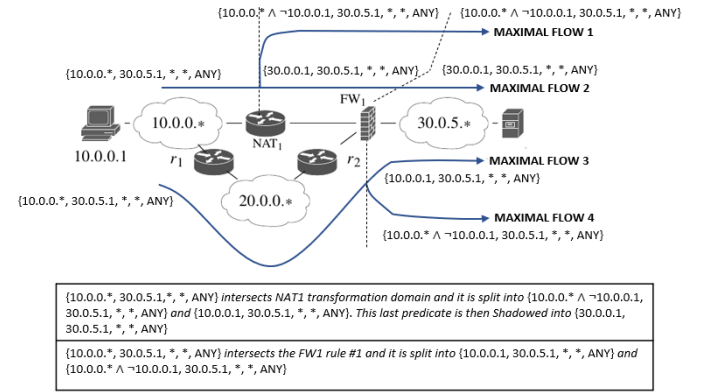 {10.0.0.* ∧ ¬10.0.0.1, 30.0.5.1, *, *, ANY}
{10.0.0.* ∧ ¬10.0.0.1, 30.0.5.1, *, *, ANY}
MAXIMAL FLOW 1
{10.0.0.*, 30.0.5.1, *, *, ANY}
{30.0.0.1, 30.0.5.1, *, *, ANY}
{30.0.0.1, 30.0.5.1, *, *, ANY}
MAXIMAL FLOW 2
FW1
10.0.0.*
30.0.5.*
NAT1
10.0.0.1
r1
r2
MAXIMAL FLOW 3
{10.0.0.1, 30.0.5.1, *, *, ANY}
{10.0.0.*, 30.0.5.1, *, *, ANY}
20.0.0.*
MAXIMAL FLOW 4
{10.0.0.* ∧ ¬10.0.0.1, 30.0.5.1, *, *, ANY}
{10.0.0.*, 30.0.5.1,*, *, ANY} intersects NAT1 transformation domain and it is split into {10.0.0.* ∧ ¬10.0.0.1,
30.0.5.1, *, *, ANY} and {10.0.0.1, 30.0.5.1, *, *, ANY}. This last predicate is then Shadowed into {30.0.0.1,
30.0.5.1, *, *, ANY}
{10.0.0.*, 30.0.5.1, *, *, ANY} intersects the FW1 rule #1 and it is split into {10.0.0.1, 30.0.5.1, *, *, ANY} and
{10.0.0.* ∧ ¬10.0.0.1, 30.0.5.1, *, *, ANY}